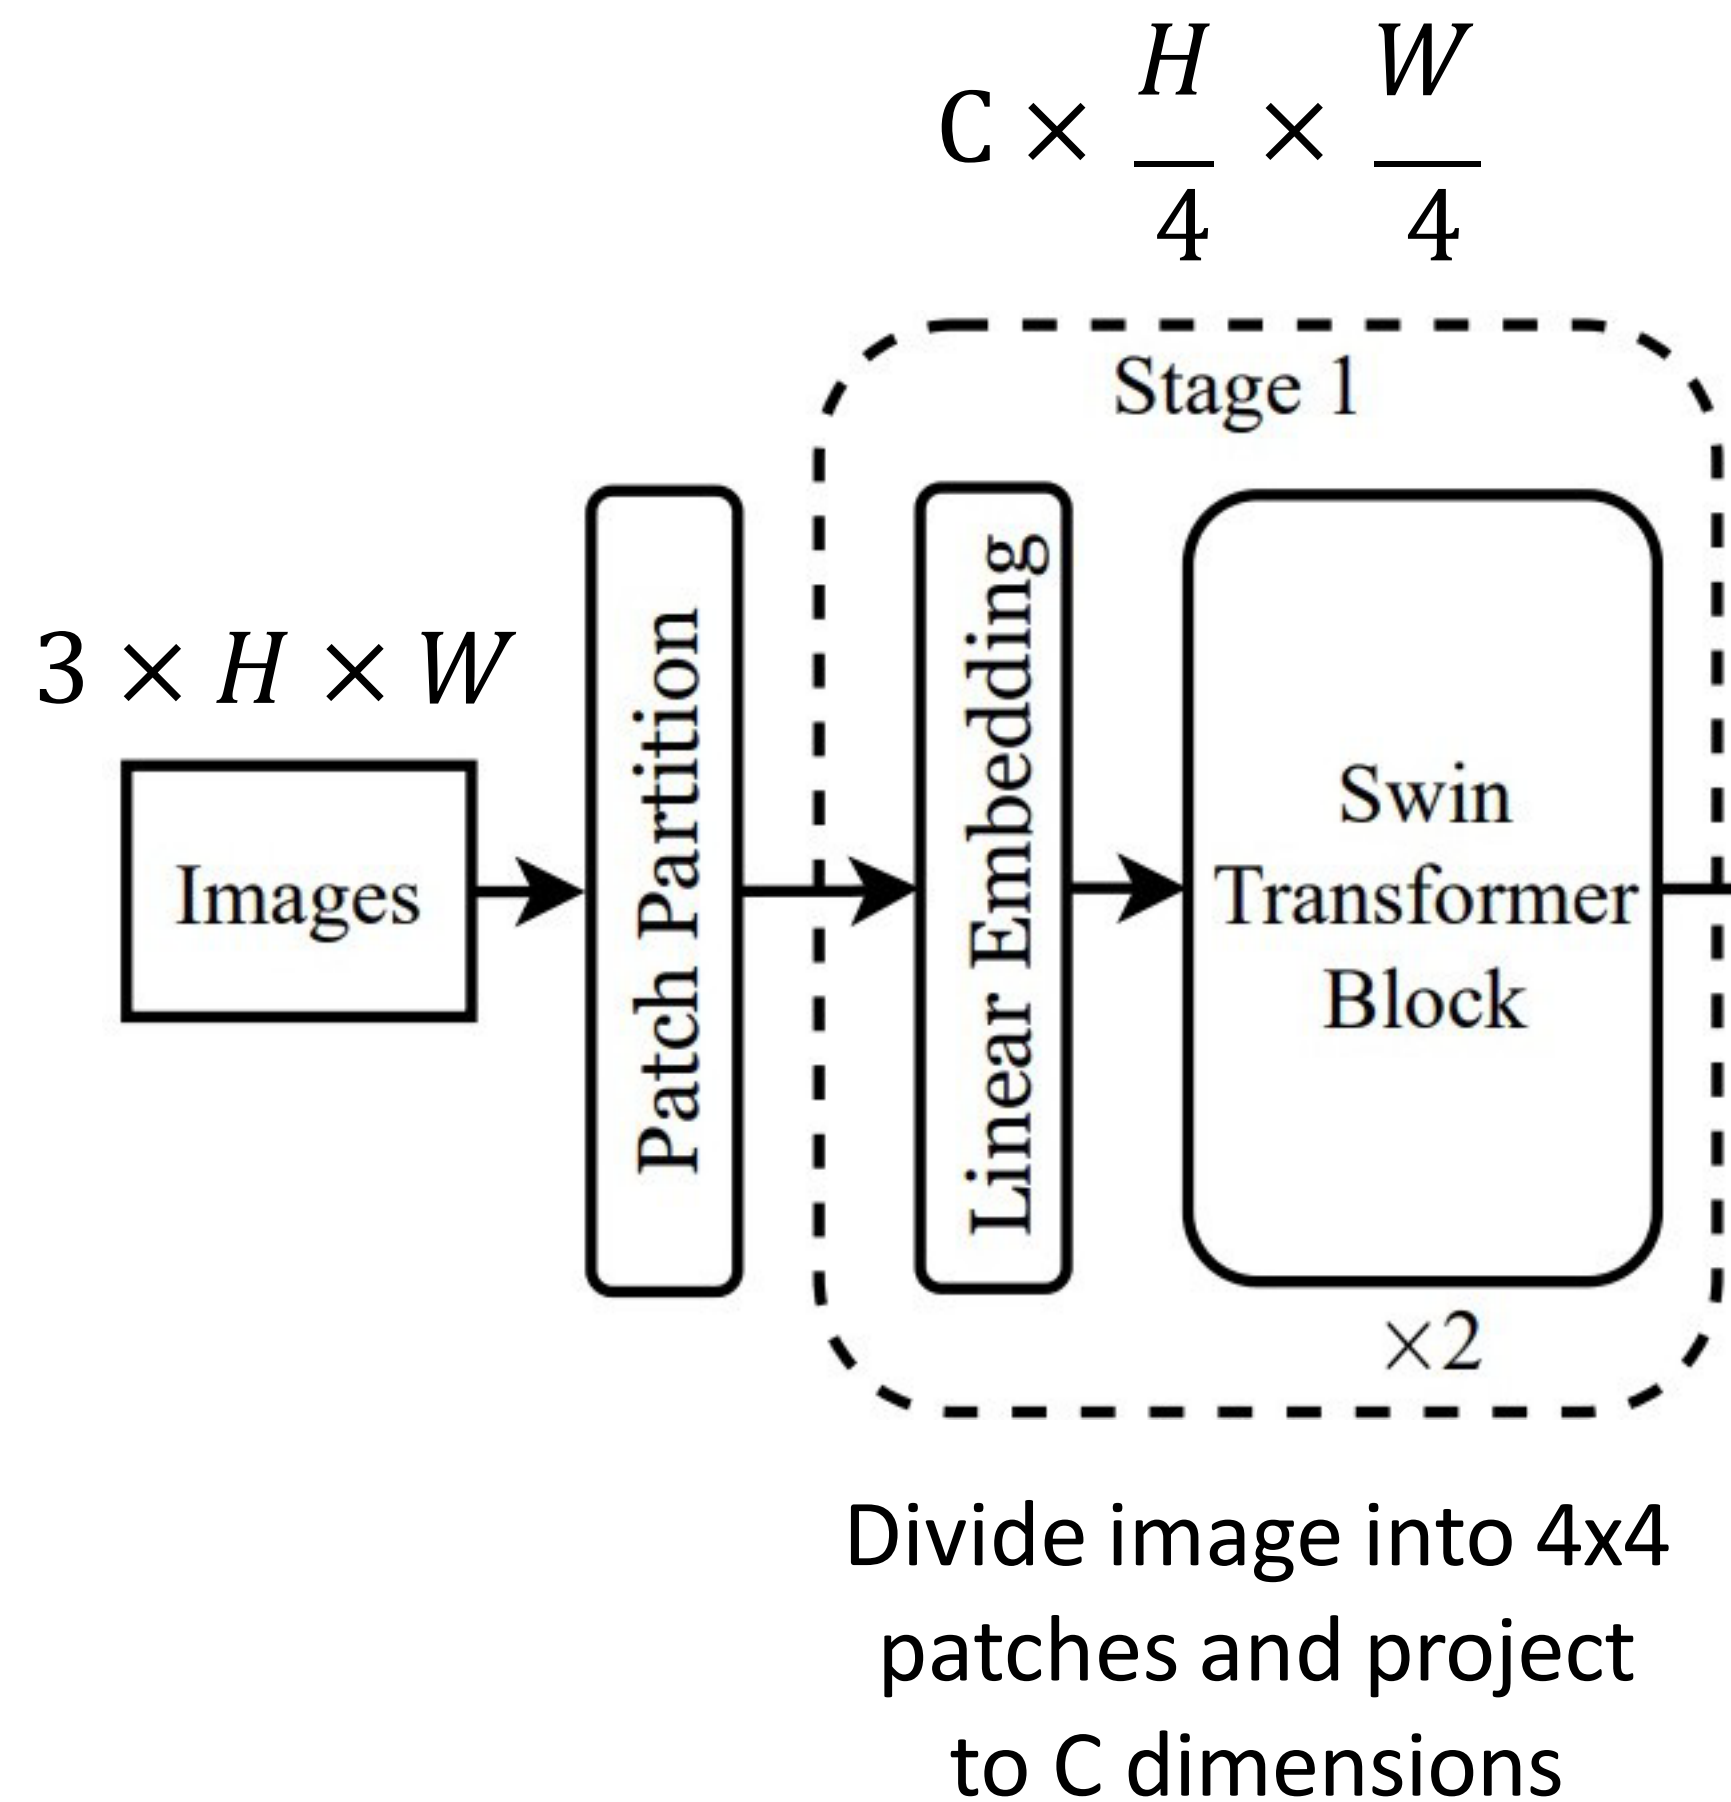 C × H/4 × W/4
Stage 1
3 × H × W
Images
Patch Partition
Linear Embedding
Swin
Transformer
Block
×2
Divide image into 4x4
patches and project
to C dimensions